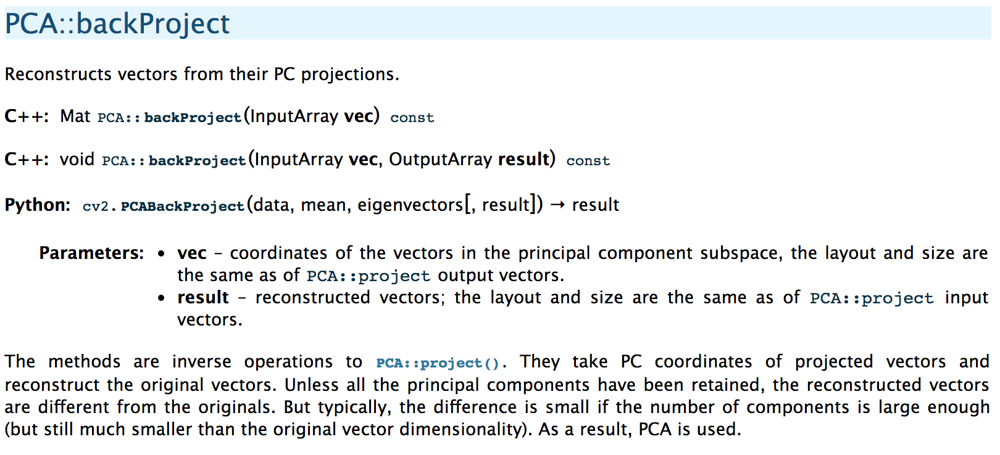 PCA::backProject
Reconstructs vectors from their PC projections.
C++: Mat PCA::backProject(InputArray vec) const
C++: void PCA::backProject(InputArray vec, OutputArray result) const
Python: cv2.PCABackProject(data, mean, eigenvectors[, result]) → result
Parameters: • vec – coordinates of the vectors in the principal component subspace, the layout and size are
the same as of PCA::project output vectors.
• result – reconstructed vectors; the layout and size are the same as of PCA::project input
vectors.
The methods are inverse operations to PCA::project(). They take PC coordinates of projected vectors and
reconstruct the original vectors. Unless all the principal components have been retained, the reconstructed vectors
are different from the originals. But typically, the difference is small if the number of components is large enough
(but still much smaller than the original vector dimensionality). As a result, PCA is used.